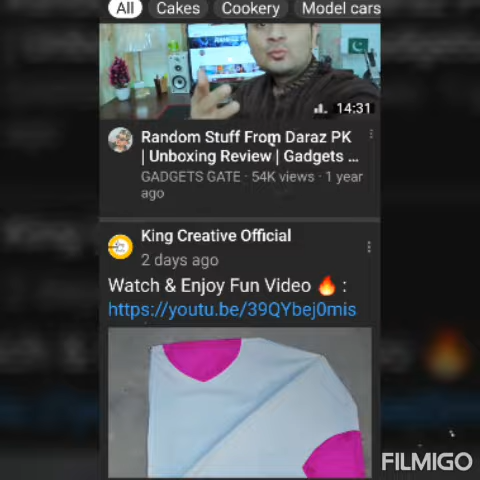 All Cakes Cookery Model cars
14:31
Random Stuff From Daraz PK
| Unboxing Review | Gadgets ...
GADGETS GATE · 54K views · 1 year
ago
King Creative Official
2 days ago
Watch & Enjoy Fun Video 🔥 :
https://youtu.be/39QYbej0mis
FILMIGO